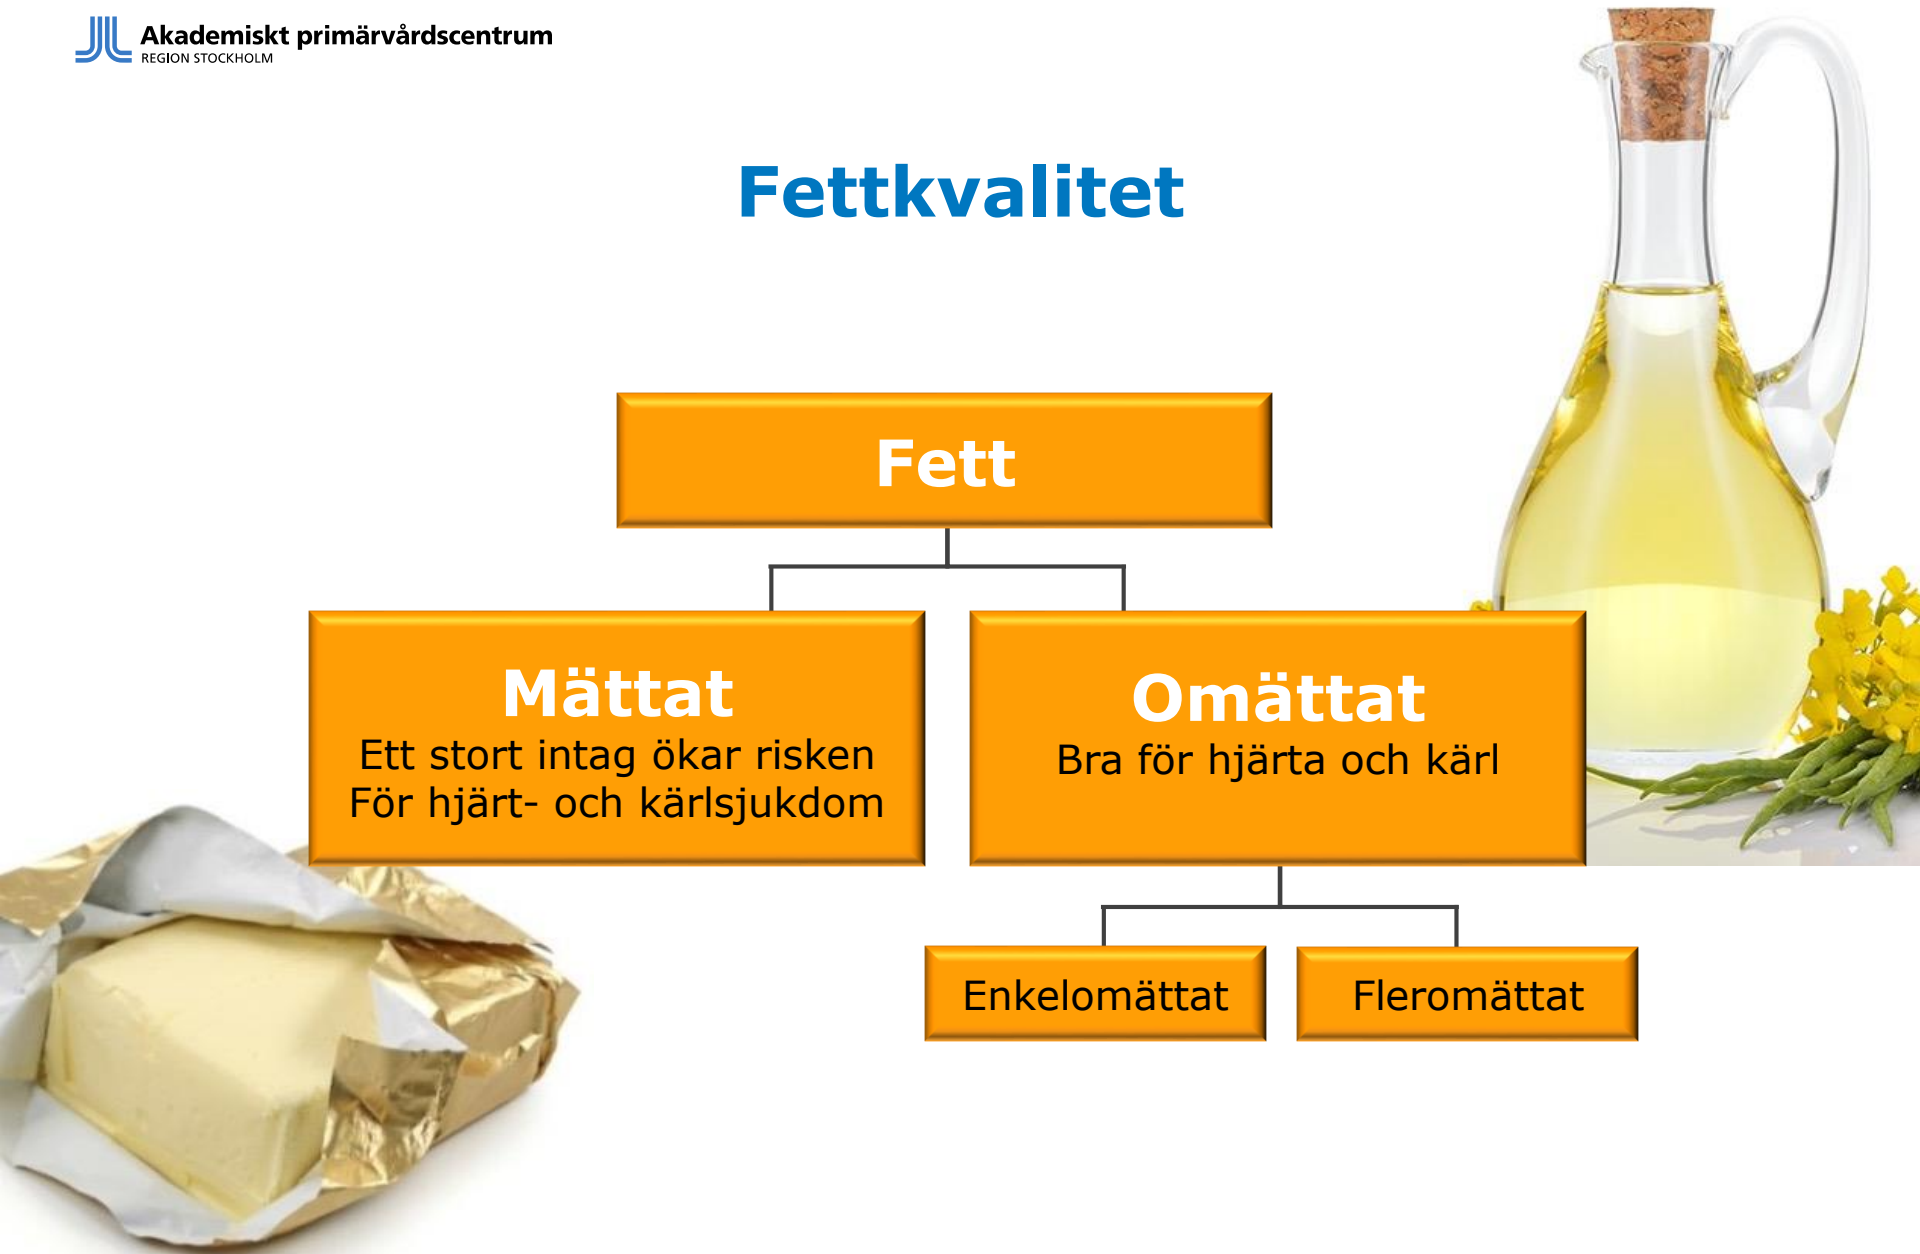 Akademiskt primärvårdscentrum
REGION STOCKHOLM
Fettkvalitet
Fett
Mättat
Ett stort intag ökar risken
För hjärt- och kärlsjukdom
Omättat
Bra för hjärta och kärl
Enkelomättat
Fleromättat